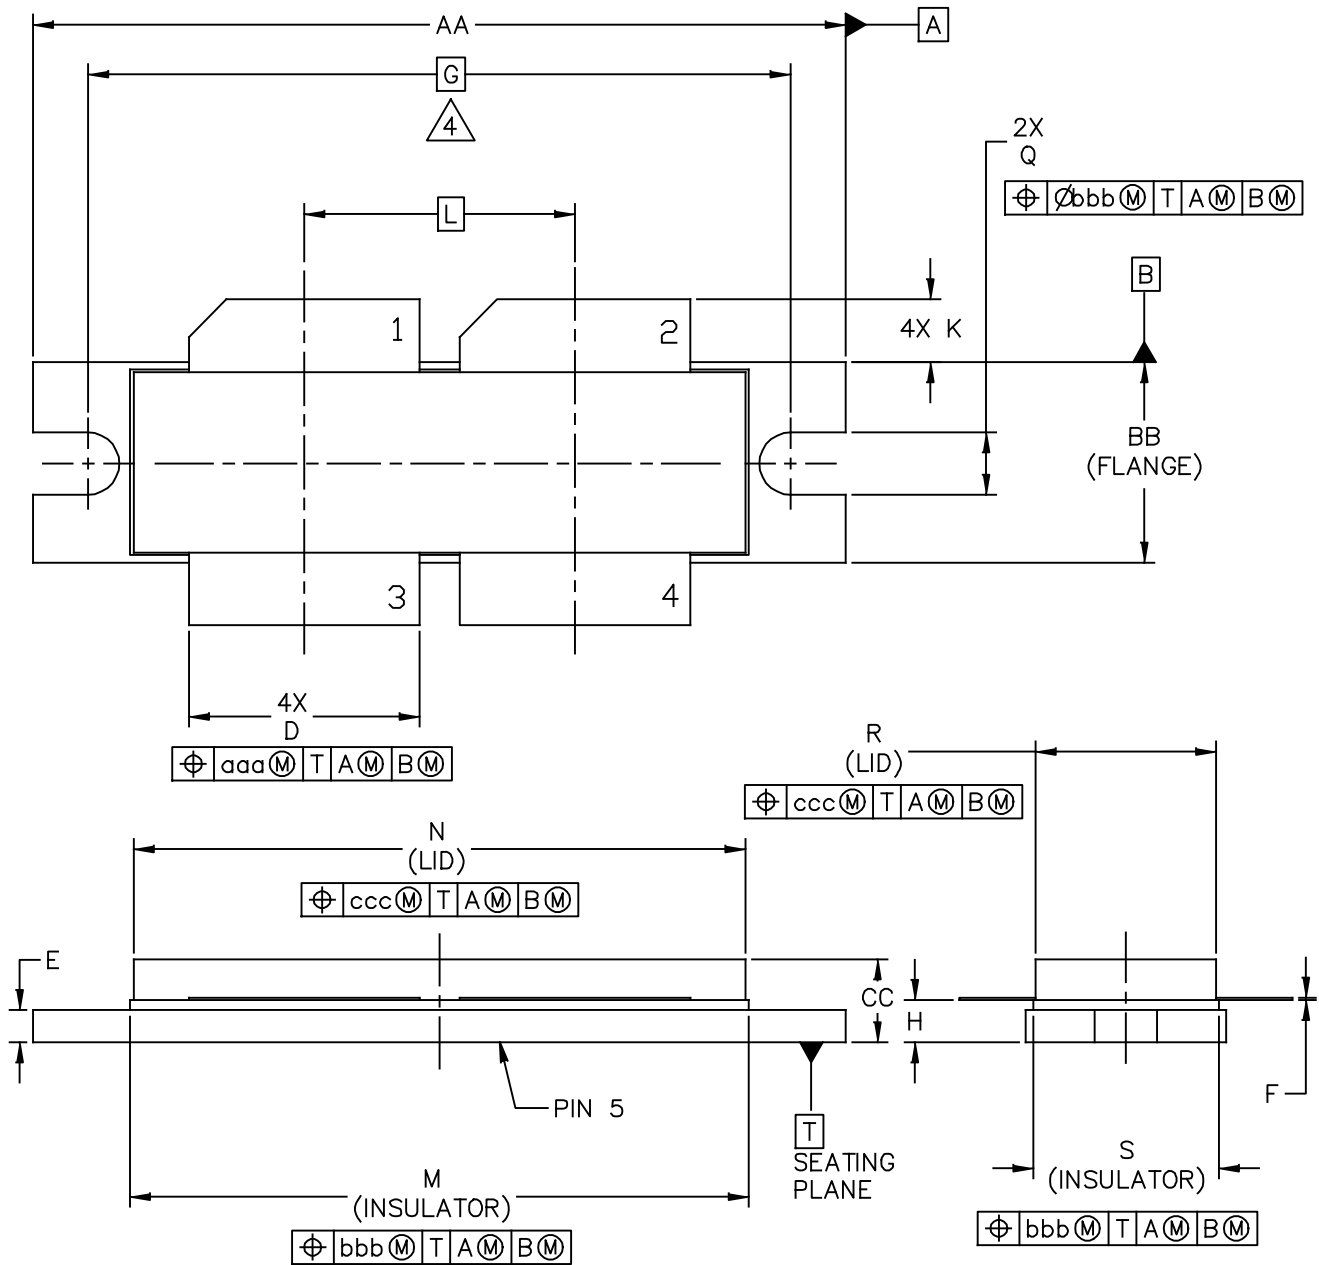 AA
A
G
4
2X
Q
⌖ Øbbb Ⓜ T A Ⓜ B Ⓜ
L
B
1
2
4X K
BB
(FLANGE)
3
4
4X
D
⌖ aaa Ⓜ T A Ⓜ B Ⓜ
R
(LID)
⌖ ccc Ⓜ T A Ⓜ B Ⓜ
N
(LID)
⌖ ccc Ⓜ T A Ⓜ B Ⓜ
E
CC
H
F
PIN 5
T
SEATING
PLANE
M
(INSULATOR)
⌖ bbb Ⓜ T A Ⓜ B Ⓜ
S
(INSULATOR)
⌖ bbb Ⓜ T A Ⓜ B Ⓜ